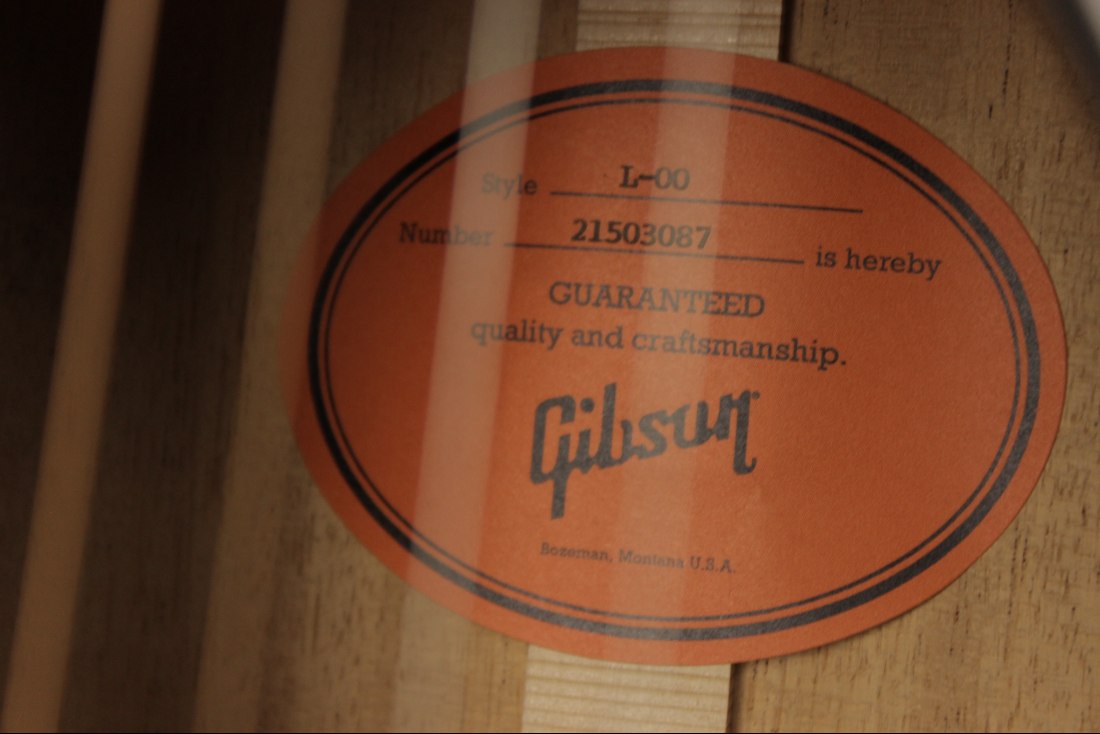 Style L-00
Number 21503087 is hereby
GUARANTEED
quality and craftsmanship.
Gibson
Bozeman, Montana U.S.A.